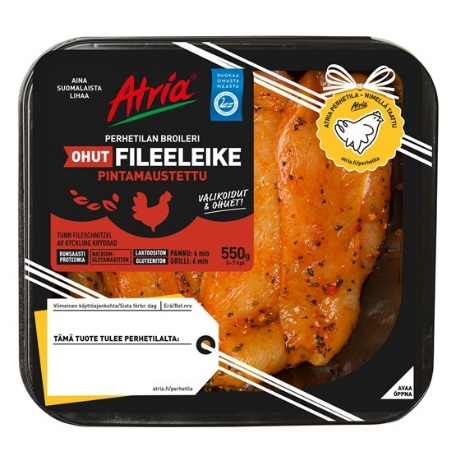 AINA
SUOMALAISTA
LIHAA
Atria
RUOKAA
OMASTA
MAASTA
ATRIA PERHETILA - NIMELLÄ TARTTU
Atria
atria.fi/perhetila
PERHETILAN BROILERI
OHUT FILEELEIKE
PINTAMAUSTETTU
VALIKOIDUT
& OHUET!
TUNN FILÉSCHNITZEL
AV KYCKLING KRYDDAD
RUNSAASTI
PROTEIINIA
NATRIUM-
GLUTAMAATITON
LAKTOOSITON
GLUTEENITON
PANNU: 6 min
GRILLI: 6 min
550g
5-7 kpl
Viimeinen käyttöajankohta/Sista förbr. dag
Erä/Ref.nro
TÄMÄ TUOTE TULEE PERHETILALTA:
atria.fi/perhetila
AVAA
ÖPPNA